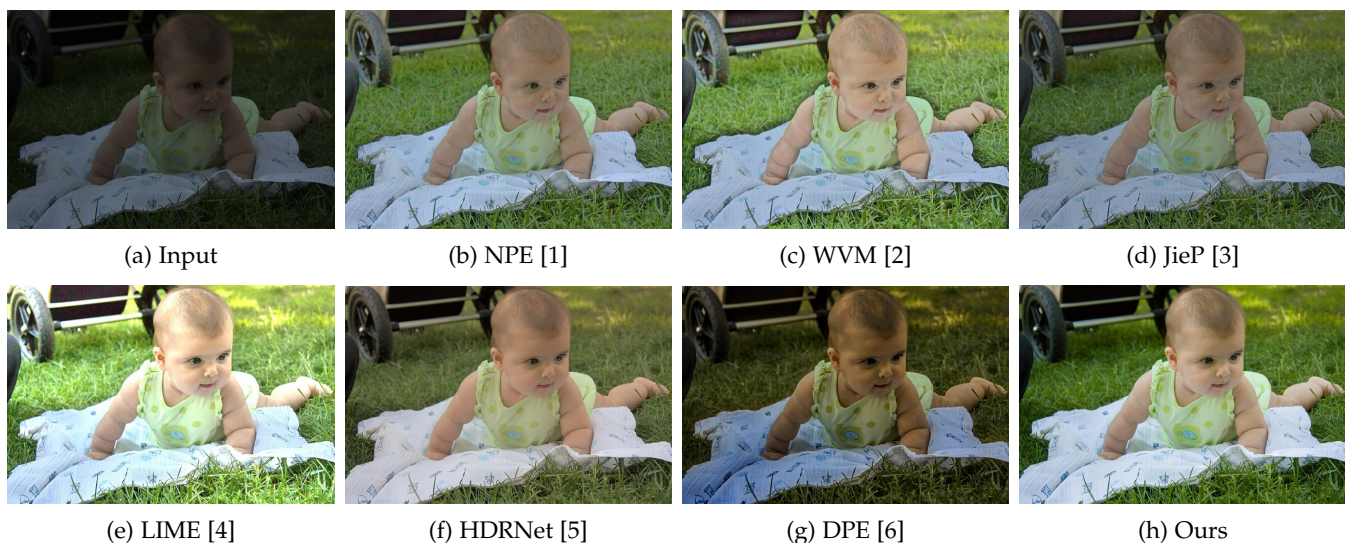 (a) Input
(b) NPE [1]
(c) WVM [2]
(d) JieP [3]
(e) LIME [4]
(f) HDRNet [5]
(g) DPE [6]
(h) Ours